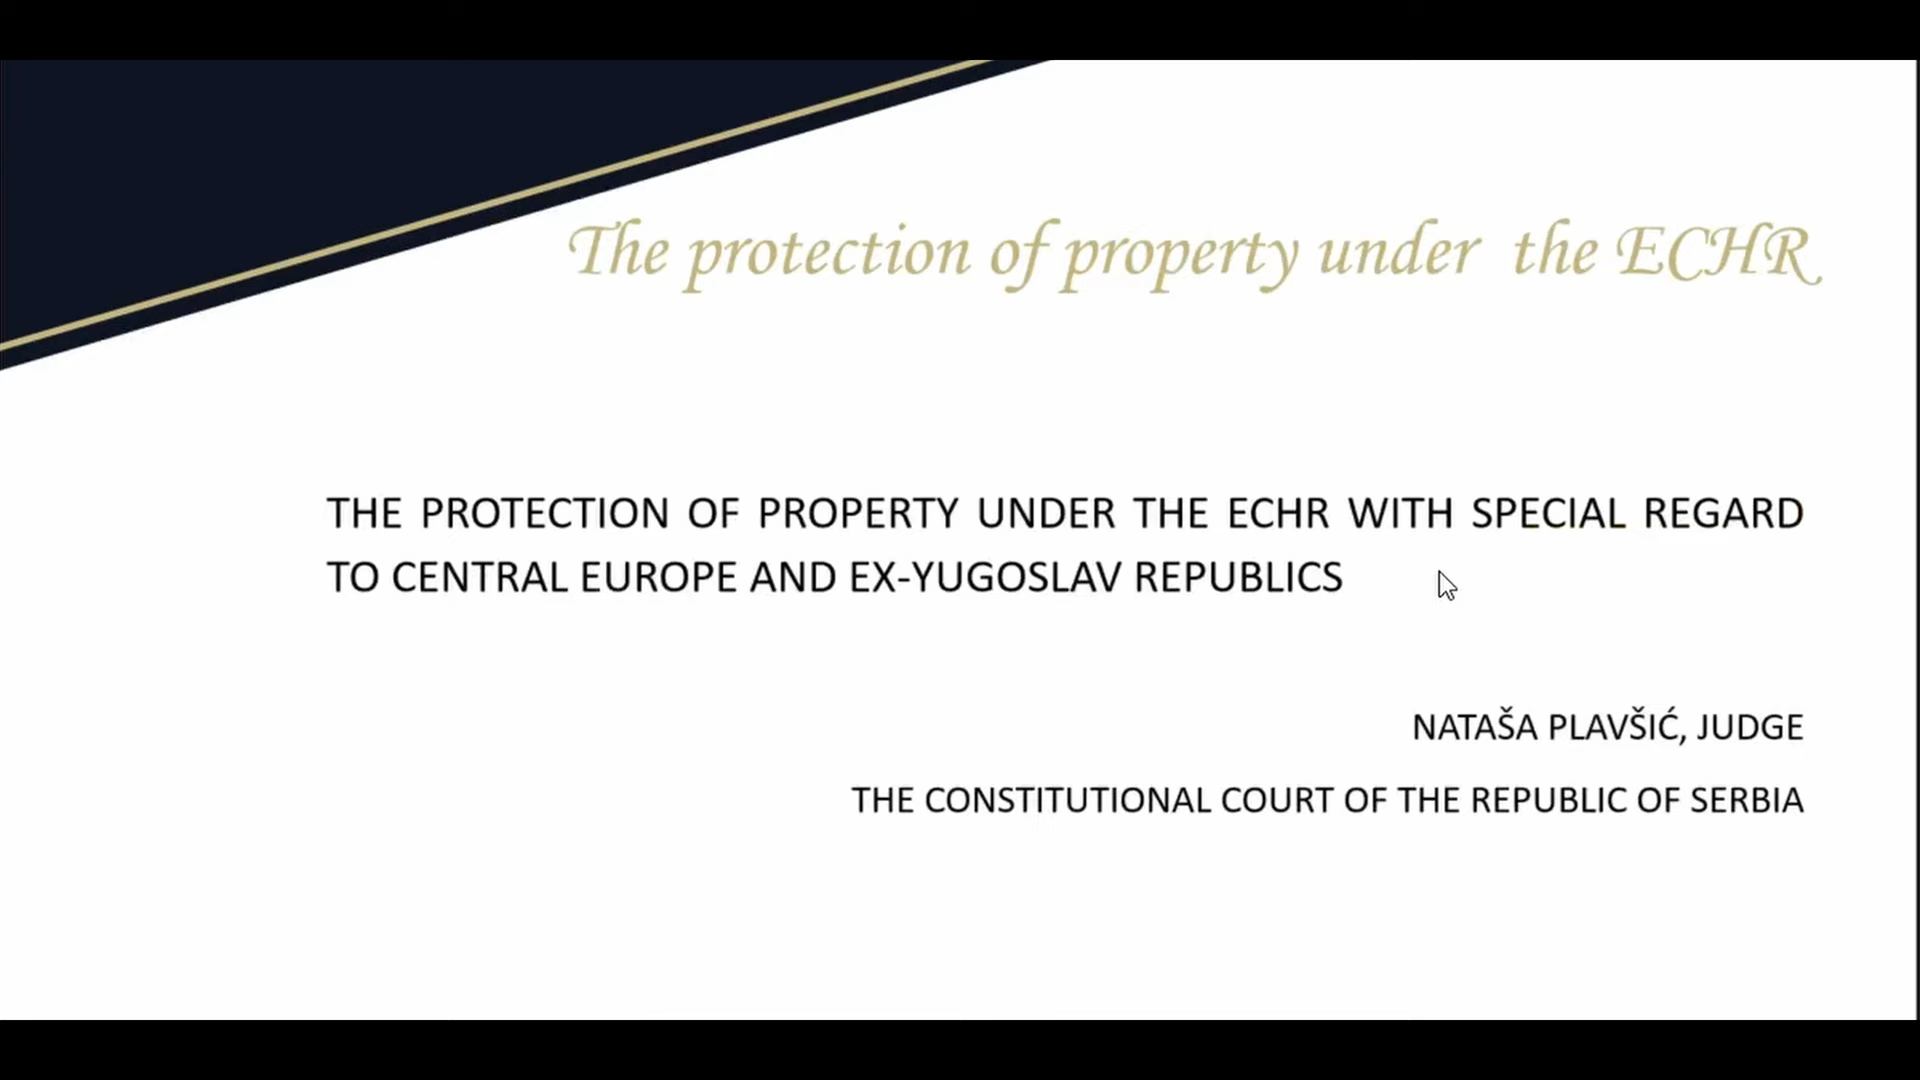 The protection of property under the ECHR
THE PROTECTION OF PROPERTY UNDER THE ECHR WITH SPECIAL REGARD
TO CENTRAL EUROPE AND EX-YUGOSLAV REPUBLICS
NATAŠA PLAVŠIĆ, JUDGE
THE CONSTITUTIONAL COURT OF THE REPUBLIC OF SERBIA